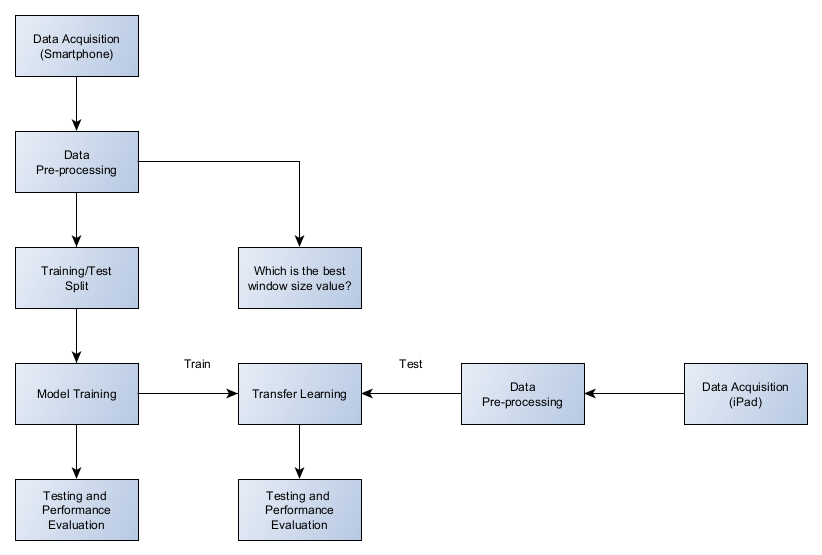 Data Acquisition
(Smartphone)
Data
Pre-processing
Training/Test
Split
Which is the best
window size value?
Model Training
Train
Transfer Learning
Test
Data
Pre-processing
Data Acquisition
(iPad)
Testing and
Performance
Evaluation
Testing and
Performance
Evaluation